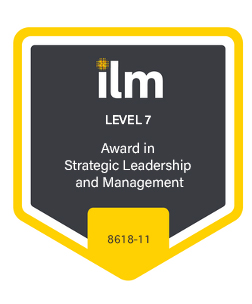 ilm
LEVEL 7
Award in
Strategic Leadership
and Management
8618-11